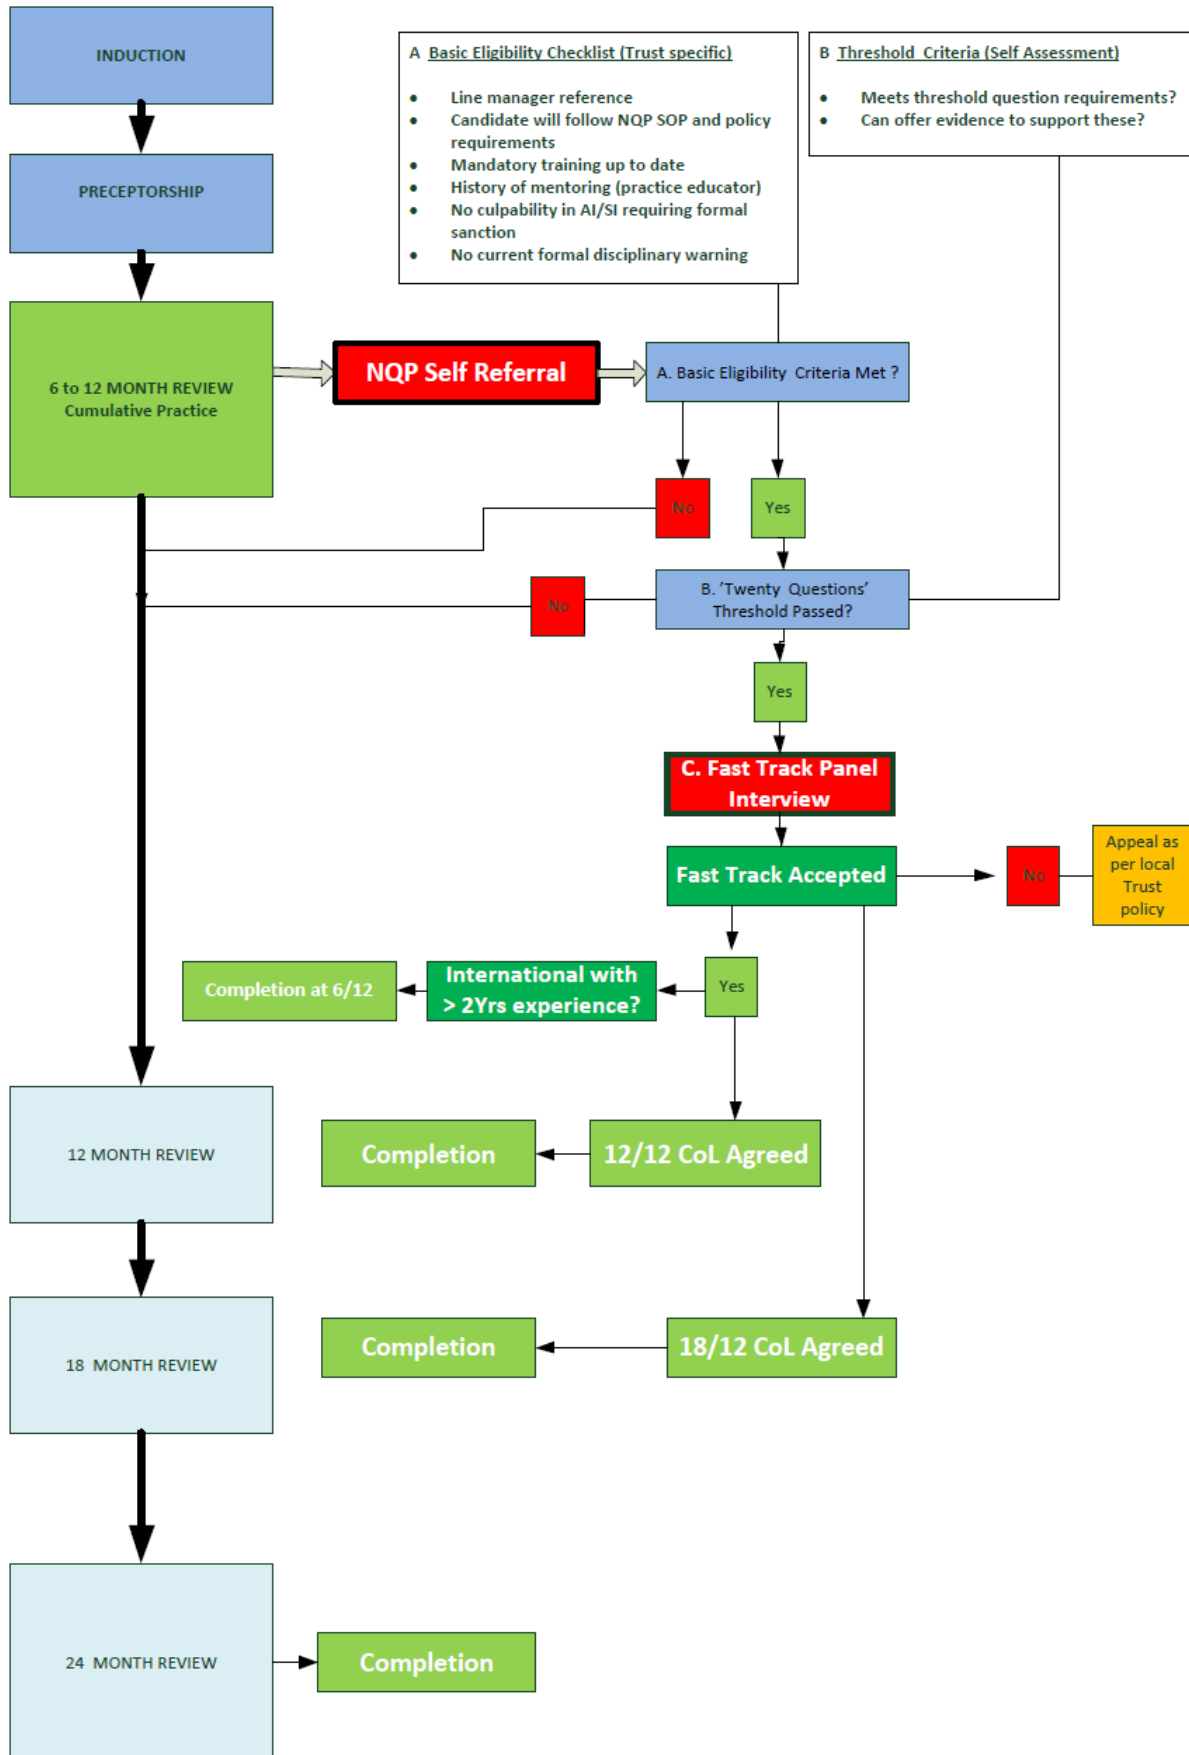 INDUCTION
A Basic Eligibility Checklist (Trust specific)
• Line manager reference
• Candidate will follow NQP SOP and policy
requirements
• Mandatory training up to date
• History of mentoring (practice educator)
• No culpability in AI/SI requiring formal
sanction
• No current formal disciplinary warning
B Threshold Criteria (Self Assessment)
• Meets threshold question requirements?
• Can offer evidence to support these?
PRECEPTORSHIP
6 to 12 MONTH REVIEW
Cumulative Practice
NQP Self Referral
A. Basic Eligibility Criteria Met ?
No
Yes
B. ‘Twenty Questions’
Threshold Passed?
No
Yes
C. Fast Track Panel
Interview
Fast Track Accepted
No
Appeal as
per local
Trust
policy
Yes
International with
> 2Yrs experience?
Completion at 6/12
12 MONTH REVIEW
Completion
12/12 CoL Agreed
18 MONTH REVIEW
Completion
18/12 CoL Agreed
24 MONTH REVIEW
Completion